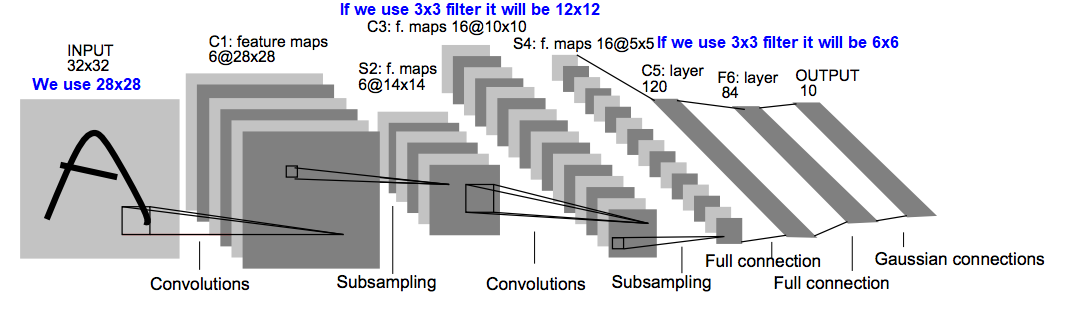 If we use 3x3 filter it will be 12x12
C3: f. maps 16@10x10
INPUT
32x32
We use 28x28
C1: feature maps
6@28x28
S2: f. maps
6@14x14
S4: f. maps 16@5x5
If we use 3x3 filter it will be 6x6
C5: layer
120
F6: layer
84
OUTPUT
10
Convolutions
Subsampling
Convolutions
Subsampling
Full connection
Full connection
Gaussian connections